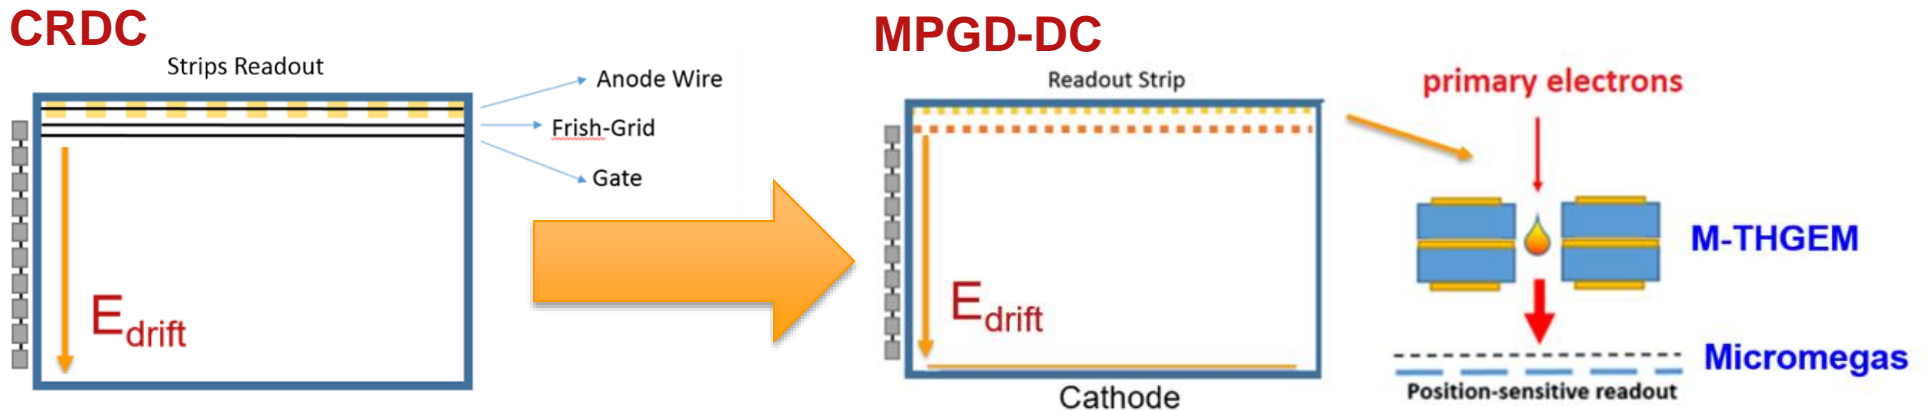 CRDC
Strips Readout
Anode Wire
Frish-Grid
Gate
Edrift
MPGD-DC
Readout Strip
Edrift
Cathode
primary electrons
M-THGEM
Micromegas
Position-sensitive readout